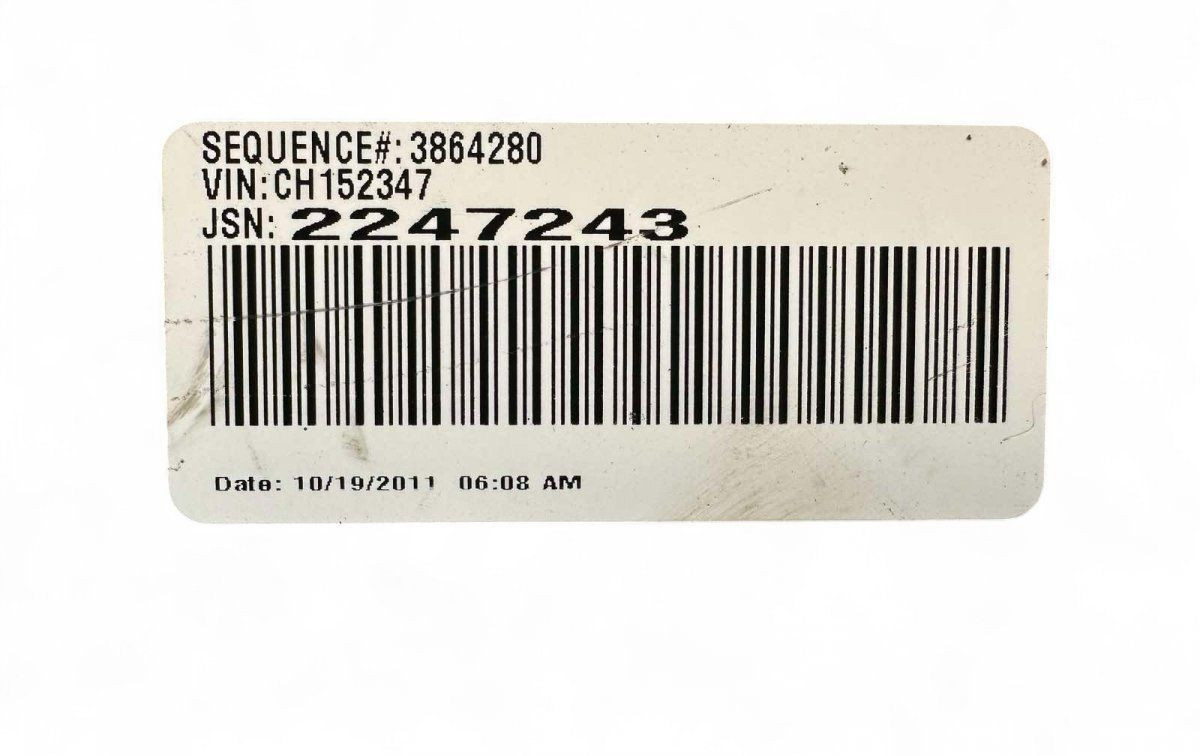 SEQUENCE#: 3864280
VIN:CH152347
JSN: 2247243
Date: 10/19/2011 06:08 AM